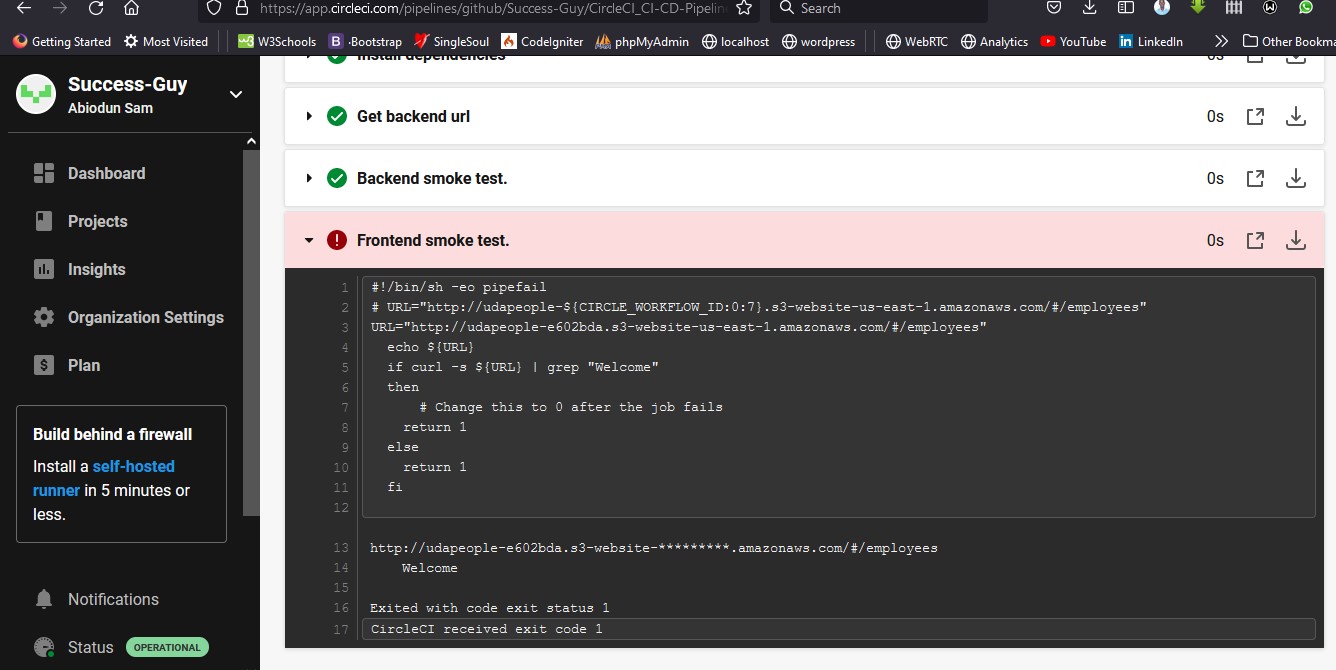 https://app.circleci.com/pipelines/github/Success-Guy/CircleCI_CI-CD-Pipelin
Search
Getting Started
Most Visited
W3Schools
B ·Bootstrap
SingleSoul
CodeIgniter
phpMyAdmin
localhost
wordpress
WebRTC
Analytics
YouTube
LinkedIn
Other Bookma
Success-Guy
Abiodun Sam
Dashboard
Projects
Insights
Organization Settings
Plan
Build behind a firewall
Install a self-hosted
runner in 5 minutes or
less.
Notifications
Status OPERATIONAL
Install dependencies 0s
Get backend url 0s
Backend smoke test. 0s
Frontend smoke test. 0s
1 #!/bin/sh -eo pipefail
2 # URL="http://udapeople-${CIRCLE_WORKFLOW_ID:0:7}.s3-website-us-east-1.amazonaws.com/#/employees"
3 URL="http://udapeople-e602bda.s3-website-us-east-1.amazonaws.com/#/employees"
4 echo ${URL}
5 if curl -s ${URL} | grep "Welcome"
6 then
7 # Change this to 0 after the job fails
8 return 1
9 else
10 return 1
11 fi
12
13 http://udapeople-e602bda.s3-website-*********.amazonaws.com/#/employees
14 Welcome
15
16 Exited with code exit status 1
17 CircleCI received exit code 1